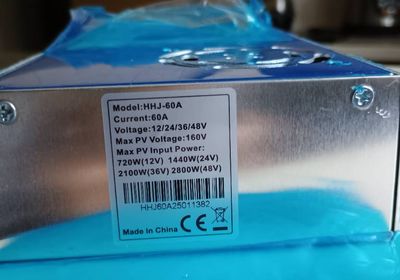 Model:HHJ-60A
Current:60A
Voltage:12/24/36/48V
Max PV Voltage:160V
Max PV Input Power:
720W(12V) 1440W(24V)
2100W(36V) 2800W(48V)
HHJ60A25011382
Made in China CE